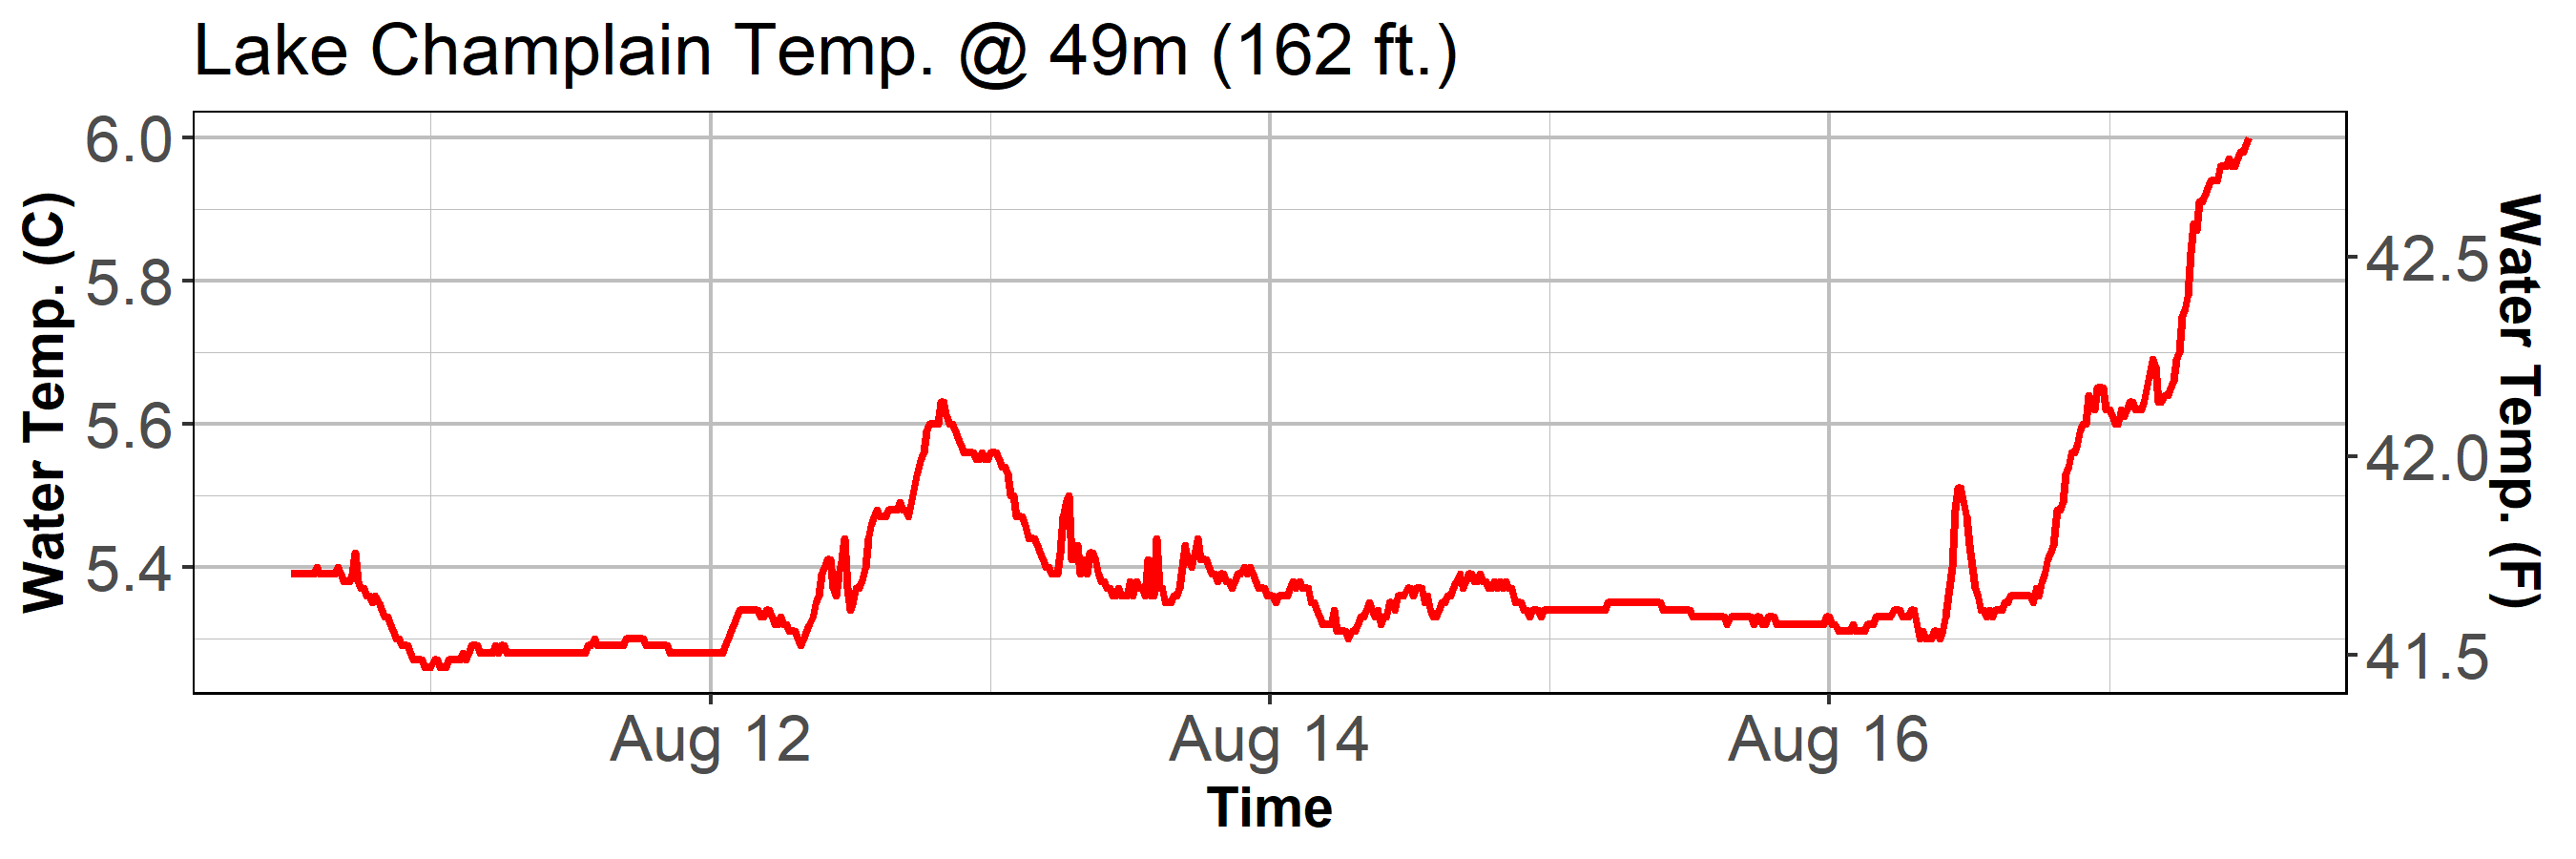 Lake Champlain Temp. @ 49m (162 ft.)
Water Temp. (C)
6.0
5.8
5.6
5.4
Water Temp. (F)
42.5
42.0
41.5
Aug 12
Aug 14
Aug 16
Time